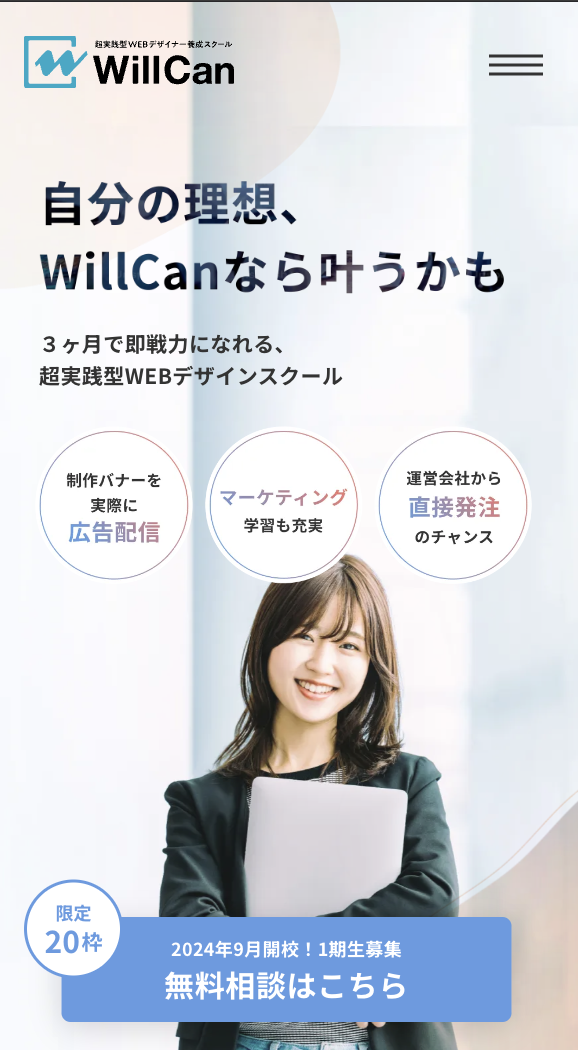 超実践型WEBデザイナー養成スクール
WillCan
自分の理想、
WillCanなら叶うかも
３ヶ月で即戦力になれる、
超実践型WEBデザインスクール
制作バナーを
実際に
広告配信
マーケティング
学習も充実
運営会社から
直接発注
のチャンス
限定
20枠
2024年9月開校！1期生募集
無料相談はこちら